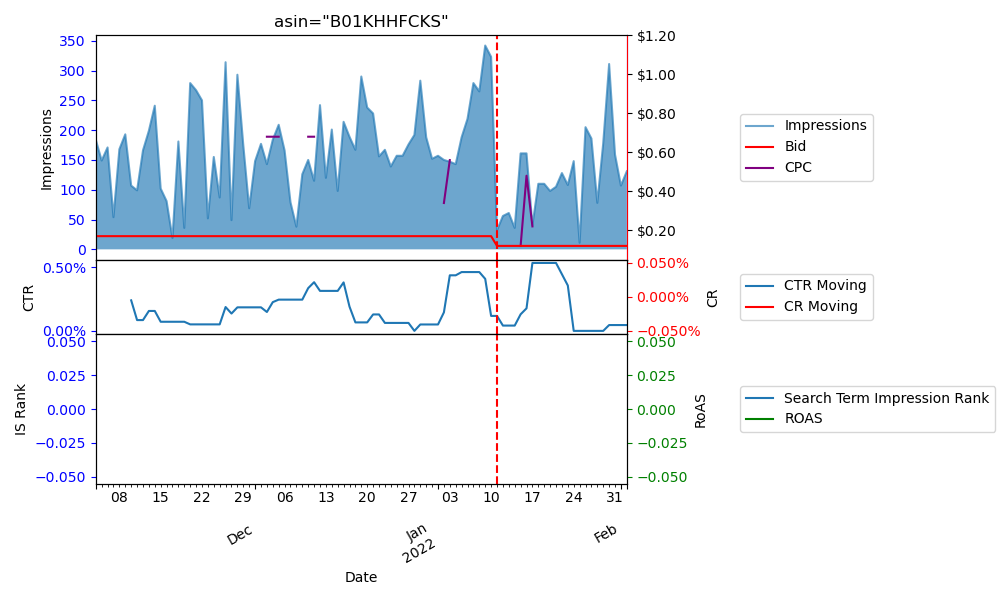 asin="B01KHHFCKS"
350
300
250
200
150
100
50
0
Impressions
$1.20
$1.00
$0.80
$0.60
$0.40
$0.20
Impressions
Bid
CPC
0.50%
0.00%
CTR
0.050%
0.000%
−0.050%
CR
CTR Moving
CR Moving
0.050
0.025
0.000
−0.025
−0.050
IS Rank
0.050
0.025
0.000
−0.025
−0.050
RoAS
Search Term Impression Rank
ROAS
08 15 22 29 06 13 20 27 03 10 17 24 31
Dec
Jan
2022
Feb
Date